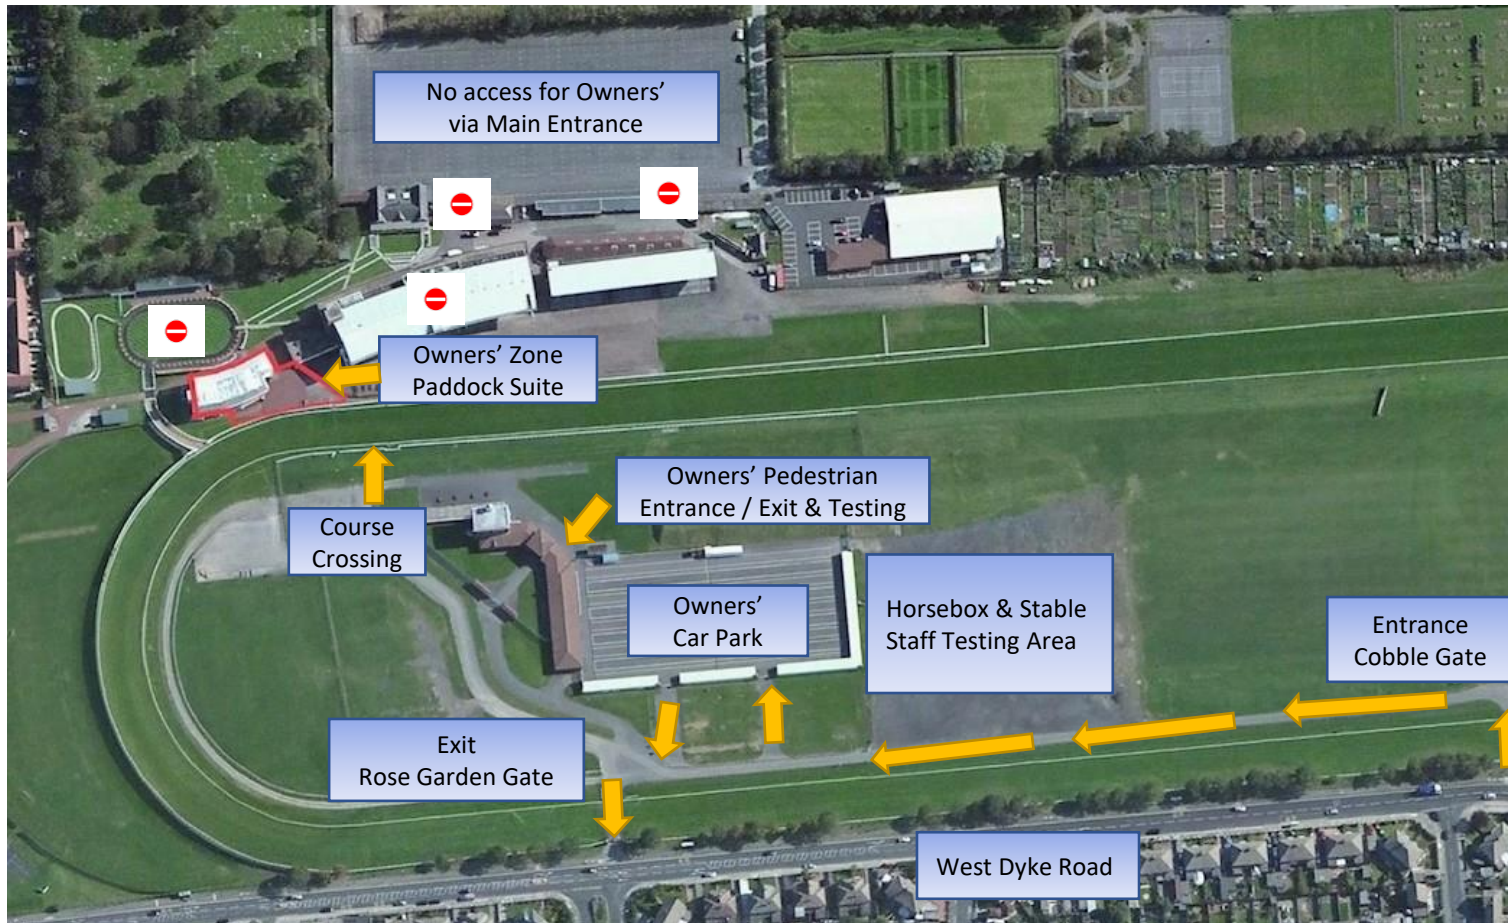 No access for Owners’
via Main Entrance
Owners’ Zone
Paddock Suite
Owners’ Pedestrian
Entrance / Exit & Testing
Course
Crossing
Owners’
Car Park
Horsebox & Stable
Staff Testing Area
Entrance
Cobble Gate
Exit
Rose Garden Gate
West Dyke Road